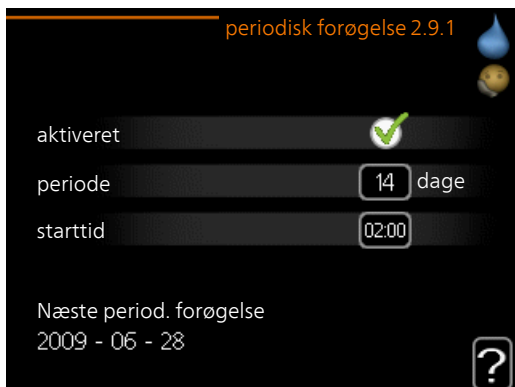 periodisk forøgelse 2.9.1
aktiveret
periode 14 dage
starttid 02:00
Næste period. forøgelse
2009 - 06 - 28
?